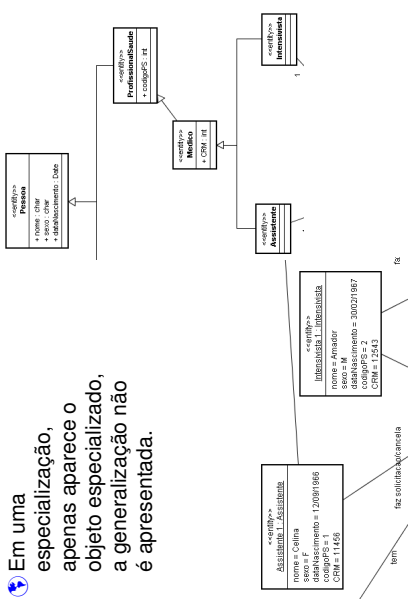 Em uma
especialização,
apenas aparece o
objeto especializado,
a generalização não
é apresentada.
<<entity>>
Pessoa
+ nome : char
+ sexo : char
+ dataNascimento : Date
<<entity>>
ProfissionalSaude
+ codigoPS : int
<<entity>>
Medico
+ CRM : int
<<entity>>
Assistente
<<entity>>
Intensivista
1
<<entity>>
Assistente 1 : Assistente
nome = Celina
sexo = F
dataNascimento = 12/09/1966
codigoPS = 1
CRM = 11456
<<entity>>
Intensivista 1 : Intensivista
nome = Amador
sexo = M
dataNascimento = 30/02/1967
codigoPS = 2
CRM = 12543
tem
faz solicitacao/cancela
fa